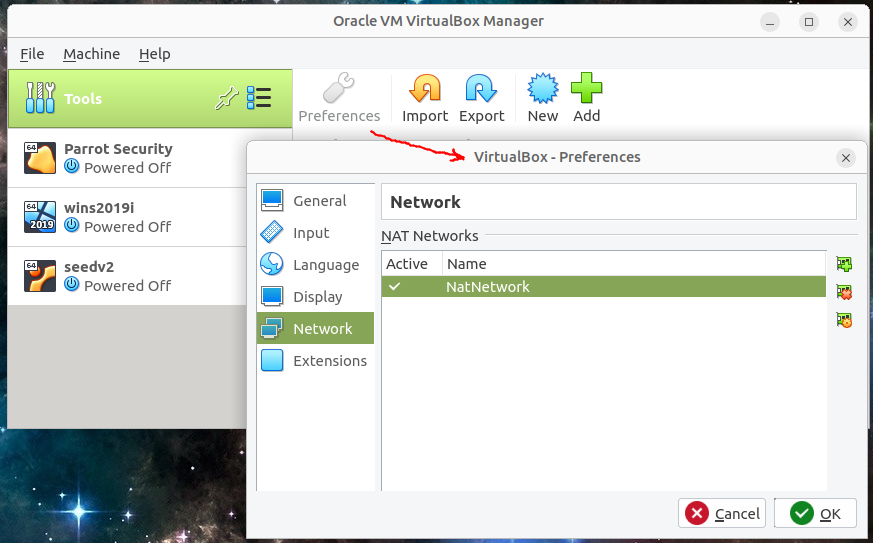 Oracle VM VirtualBox Manager
File Machine Help
Tools
Preferences Import Export New Add
64 Parrot Security
Powered Off
64 2019 wins2019i
Powered Off
64 seedv2
Powered Off
VirtualBox - Preferences
General
Input
Language
Display
Network
Extensions
Network
NAT Networks
Active Name
NatNetwork
Cancel OK